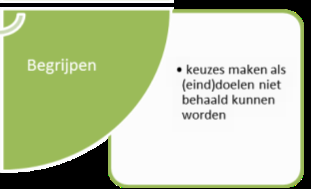 Begrijpen
• keuzes maken als
(eind)doelen niet
behaald kunnen
worden